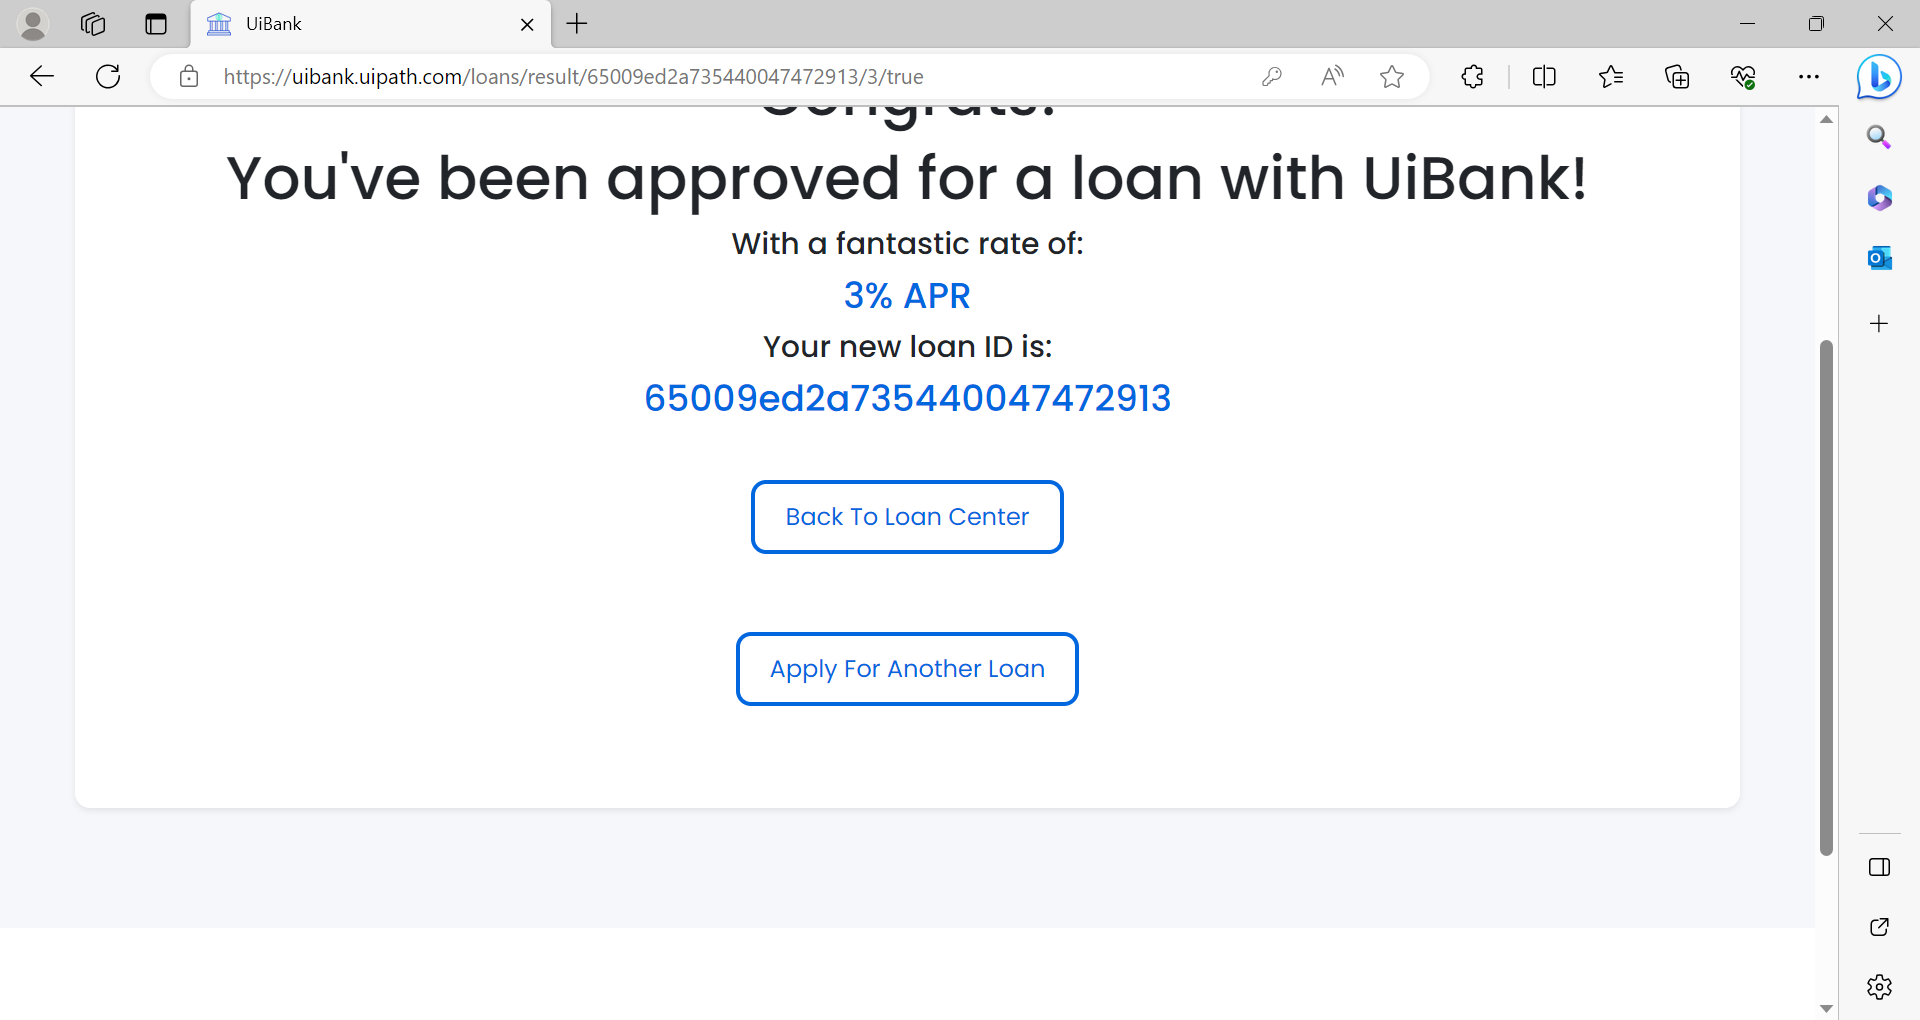 UiBank
https://uibank.uipath.com/loans/result/65009ed2a735440047472913/3/true
Congrats!
You've been approved for a loan with UiBank!
With a fantastic rate of:
3% APR
Your new loan ID is:
65009ed2a735440047472913
Back To Loan Center
Apply For Another Loan